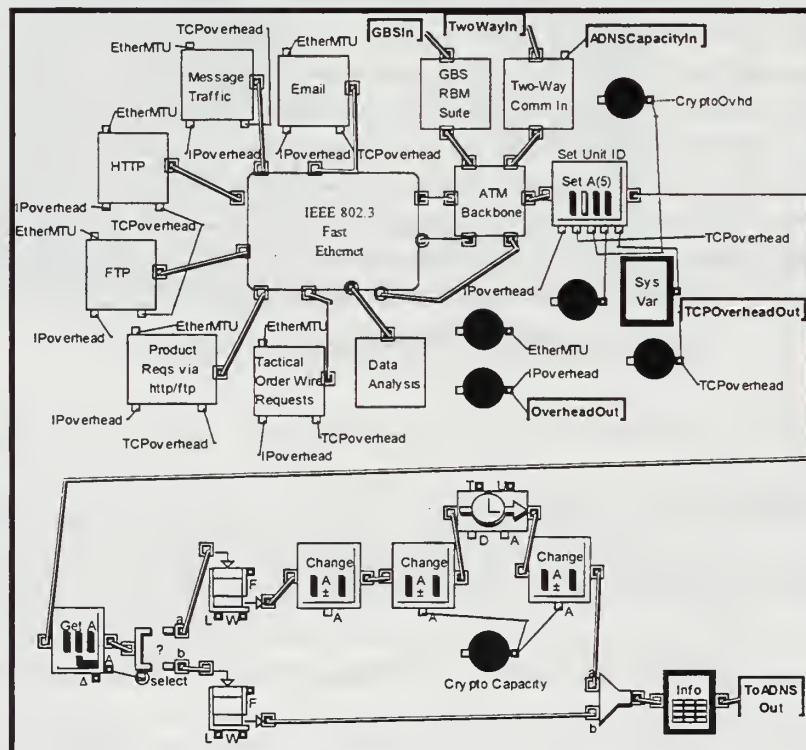 TCPoverhead
EtherMTU
Message
Traffic
EtherMTU
Email
GBSIn
TwoWayIn
ADNSCapacityIn
GBS
RBM
Suite
Two-Way
Comm In
CryptoOvhd
EtherMTU
HTTP
IPoverhead
IPoverhead
TCPoverhead
Set Unit ID
Set A(5)
IEEE 802.3
Fast
Ethernet
ATM
Backbone
IPoverhead
TCPoverhead
EtherMTU
FTP
TCPoverhead
IPoverhead
Sys
Var
TCPOverheadOut
IPoverhead
EtherMTU
Product
Reqs via
http/ftp
EtherMTU
Tactical
Order Wire
Requests
Data
Analysis
EtherMTU
IPoverhead
OverheadOut
TCPoverhead
IPoverhead
TCPoverhead
TCPoverhead
IPoverhead
T U
D A
Change
A
±
A
Change
A
±
A
Change
A
±
A
F
L W
Get A
A
Δ
?
a
b
select
Crypto Capacity
F
L W
a
b
Info
ToADNS
Out